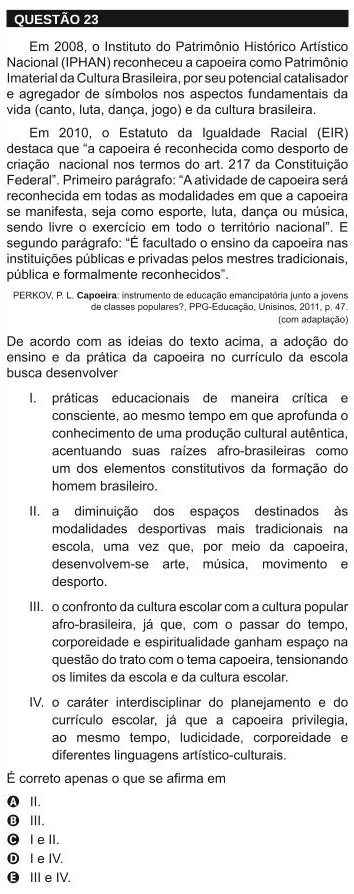 QUESTÃO 23
Em 2008, o Instituto do Patrimônio Histórico Artístico
Nacional (IPHAN) reconheceu a capoeira como Patrimônio
Imaterial da Cultura Brasileira, por seu potencial catalisador
e agregador de símbolos nos aspectos fundamentais da
vida (canto, luta, dança, jogo) e da cultura brasileira.
Em 2010, o Estatuto da Igualdade Racial (EIR)
destaca que “a capoeira é reconhecida como desporto de
criação nacional nos termos do art. 217 da Constituição
Federal”. Primeiro parágrafo: “A atividade de capoeira será
reconhecida em todas as modalidades em que a capoeira
se manifesta, seja como esporte, luta, dança ou música,
sendo livre o exercício em todo o território nacional”. E
segundo parágrafo: “É facultado o ensino da capoeira nas
instituições públicas e privadas pelos mestres tradicionais,
pública e formalmente reconhecidos”.
PERKOV, P. L. Capoeira: instrumento de educação emancipatória junto a jovens
de classes populares?, PPG-Educação, Unisinos, 2011, p. 47.
(com adaptação)
De acordo com as ideias do texto acima, a adoção do
ensino e da prática da capoeira no currículo da escola
busca desenvolver
I. práticas educacionais de maneira crítica e
consciente, ao mesmo tempo em que aprofunda o
conhecimento de uma produção cultural autêntica,
acentuando suas raízes afro-brasileiras como
um dos elementos constitutivos da formação do
homem brasileiro.
II. a diminuição dos espaços destinados às
modalidades desportivas mais tradicionais na
escola, uma vez que, por meio da capoeira,
desenvolvem-se arte, música, movimento e
desporto.
III. o confronto da cultura escolar com a cultura popular
afro-brasileira, já que, com o passar do tempo,
corporeidade e espiritualidade ganham espaço na
questão do trato com o tema capoeira, tensionando
os limites da escola e da cultura escolar.
IV. o caráter interdisciplinar do planejamento e do
currículo escolar, já que a capoeira privilegia,
ao mesmo tempo, ludicidade, corporeidade e
diferentes linguagens artístico-culturais.
É correto apenas o que se afirma em
A II.
B III.
C I e II.
D I e IV.
E III e IV.